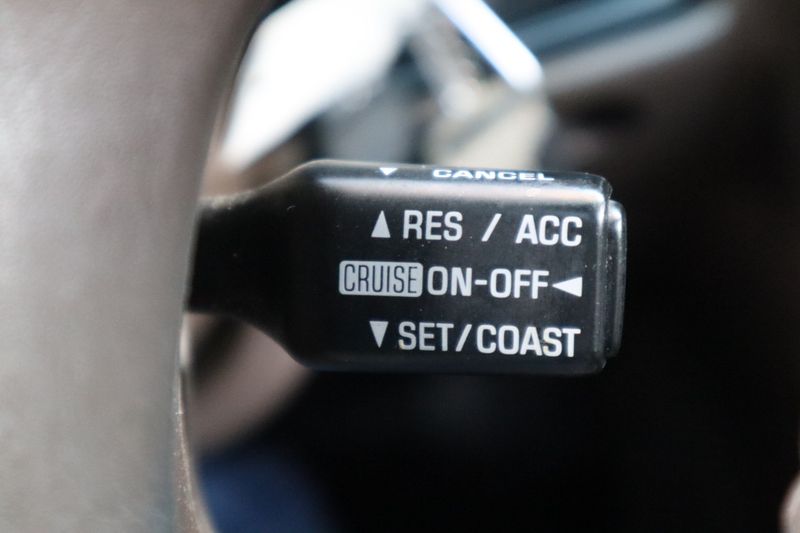 ▼ CANCEL
▲ RES / ACC
CRUISE ON-OFF ◀
▼ SET/COAST